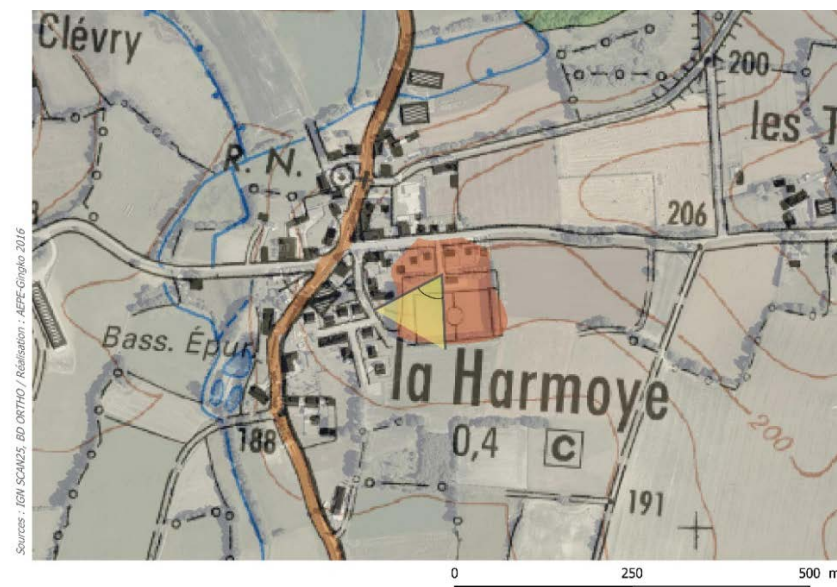 Clévry
200
les T
R. N.
206
Bass. Épur.
la Harmoye
0,4
C
188
200
191
Sources : IGN SCAN25, BD ORTHO / Réalisation : AEPE-Gingko 2016
0 250 500 m